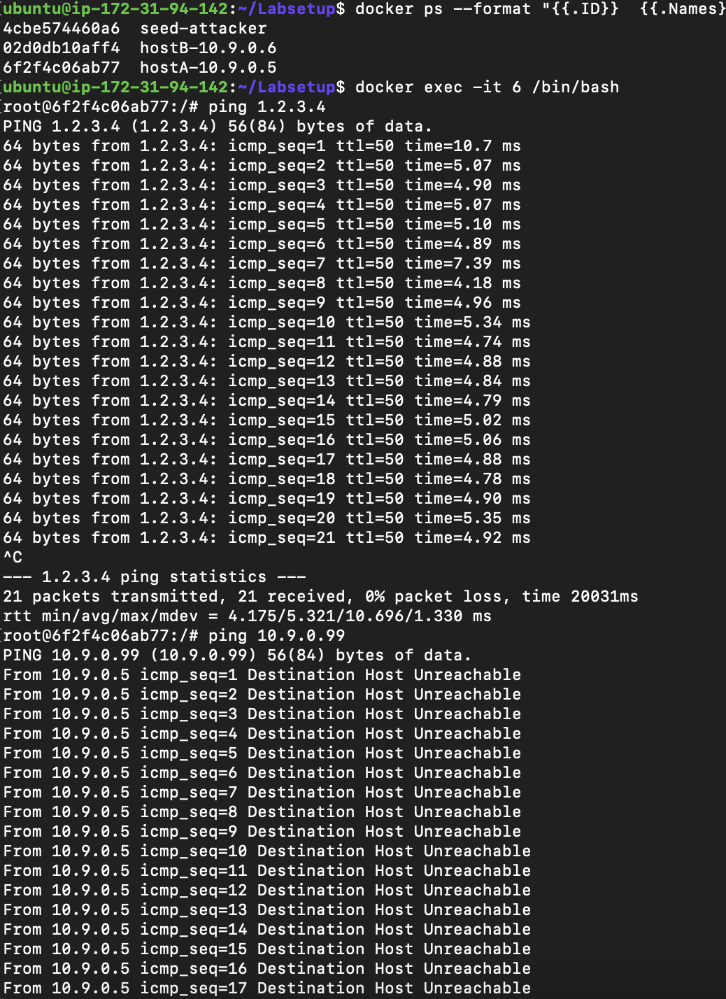 ubuntu@ip-172-31-94-142:~/Labsetup$ docker ps --format "{{.ID}}  {{.Names}
4cbe574460a6  seed-attacker
02d0db10aff4  hostB-10.9.0.6
6f2f4c06ab77  hostA-10.9.0.5
[ubuntu@ip-172-31-94-142:~/Labsetup$ docker exec -it 6 /bin/bash
[root@6f2f4c06ab77:/# ping 1.2.3.4
PING 1.2.3.4 (1.2.3.4) 56(84) bytes of data.
64 bytes from 1.2.3.4: icmp_seq=1 ttl=50 time=10.7 ms
64 bytes from 1.2.3.4: icmp_seq=2 ttl=50 time=5.07 ms
64 bytes from 1.2.3.4: icmp_seq=3 ttl=50 time=4.90 ms
64 bytes from 1.2.3.4: icmp_seq=4 ttl=50 time=5.07 ms
64 bytes from 1.2.3.4: icmp_seq=5 ttl=50 time=5.10 ms
64 bytes from 1.2.3.4: icmp_seq=6 ttl=50 time=4.89 ms
64 bytes from 1.2.3.4: icmp_seq=7 ttl=50 time=7.39 ms
64 bytes from 1.2.3.4: icmp_seq=8 ttl=50 time=4.18 ms
64 bytes from 1.2.3.4: icmp_seq=9 ttl=50 time=4.96 ms
64 bytes from 1.2.3.4: icmp_seq=10 ttl=50 time=5.34 ms
64 bytes from 1.2.3.4: icmp_seq=11 ttl=50 time=4.74 ms
64 bytes from 1.2.3.4: icmp_seq=12 ttl=50 time=4.88 ms
64 bytes from 1.2.3.4: icmp_seq=13 ttl=50 time=4.84 ms
64 bytes from 1.2.3.4: icmp_seq=14 ttl=50 time=4.79 ms
64 bytes from 1.2.3.4: icmp_seq=15 ttl=50 time=5.02 ms
64 bytes from 1.2.3.4: icmp_seq=16 ttl=50 time=5.06 ms
64 bytes from 1.2.3.4: icmp_seq=17 ttl=50 time=4.88 ms
64 bytes from 1.2.3.4: icmp_seq=18 ttl=50 time=4.78 ms
64 bytes from 1.2.3.4: icmp_seq=19 ttl=50 time=4.90 ms
64 bytes from 1.2.3.4: icmp_seq=20 ttl=50 time=5.35 ms
64 bytes from 1.2.3.4: icmp_seq=21 ttl=50 time=4.92 ms
^C
--- 1.2.3.4 ping statistics ---
21 packets transmitted, 21 received, 0% packet loss, time 20031ms
rtt min/avg/max/mdev = 4.175/5.321/10.696/1.330 ms
[root@6f2f4c06ab77:/# ping 10.9.0.99
PING 10.9.0.99 (10.9.0.99) 56(84) bytes of data.
From 10.9.0.5 icmp_seq=1 Destination Host Unreachable
From 10.9.0.5 icmp_seq=2 Destination Host Unreachable
From 10.9.0.5 icmp_seq=3 Destination Host Unreachable
From 10.9.0.5 icmp_seq=4 Destination Host Unreachable
From 10.9.0.5 icmp_seq=5 Destination Host Unreachable
From 10.9.0.5 icmp_seq=6 Destination Host Unreachable
From 10.9.0.5 icmp_seq=7 Destination Host Unreachable
From 10.9.0.5 icmp_seq=8 Destination Host Unreachable
From 10.9.0.5 icmp_seq=9 Destination Host Unreachable
From 10.9.0.5 icmp_seq=10 Destination Host Unreachable
From 10.9.0.5 icmp_seq=11 Destination Host Unreachable
From 10.9.0.5 icmp_seq=12 Destination Host Unreachable
From 10.9.0.5 icmp_seq=13 Destination Host Unreachable
From 10.9.0.5 icmp_seq=14 Destination Host Unreachable
From 10.9.0.5 icmp_seq=15 Destination Host Unreachable
From 10.9.0.5 icmp_seq=16 Destination Host Unreachable
From 10.9.0.5 icmp_seq=17 Destination Host Unreachable